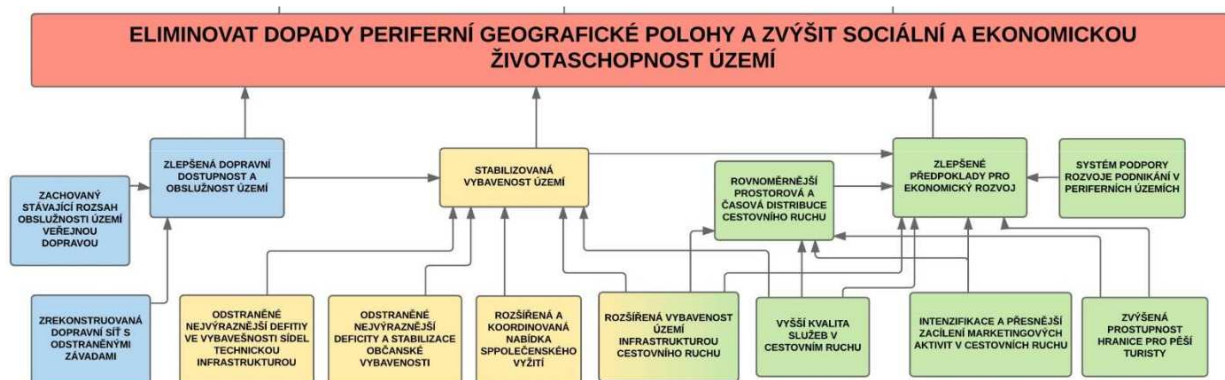 ELIMINOVAT DOPADY PERIFERNÍ GEOGRAFICKÉ POLOHY A ZVÝŠIT SOCIÁLNÍ A EKONOMICKOU
ŽIVOTASCHOPNOST ÚZEMÍ
ZLEPŠENÁ DOPRAVNÍ
DOSTUPNOST A
OBSLUŽNOST ÚZEMÍ
STABILIZOVANÁ
VYBAVENOST ÚZEMÍ
ZLEPŠENÉ
PŘEDPOKLADY PRO
EKONOMICKÝ ROZVOJ
SYSTÉM PODPORY
ROZVOJE PODNIKÁNÍ V
PERIFERNÍCH ÚZEMÍCH
ZACHOVANÝ
STÁVAJÍCÍ ROZSAH
OBSLUŽNOSTI ÚZEMÍ
VEŘEJNOU
DOPRAVOU
ROVNOMĚRNĚJŠÍ
PROSTOROVÁ A
ČASOVÁ DISTRIBUCE
CESTOVNÍHO RUCHU
ZREKONSTRUOVANÁ
DOPRAVNÍ SÍŤ S
ODSTRANĚNÝMI
ZÁVADAMI
ODSTRANĚNÉ
NEJVÝRAZNĚJŠÍ DEFITIY
VE VYBAVEŠNOSTI SÍDEL
TECHNICKOU
INFRASTRUKTUROU
ODSTRANĚNÉ
NEJVÝRAZNĚJŠÍ
DEFICITY A STABILIZACE
OBČANSKÉ
VYBAVENOSTI
ROZŠÍŘENÁ A
KOORDINOVANÁ
NABÍDKA
SPPOLEČENSKÉHO
VYŽITÍ
ROZŠÍŘENÁ VYBAVENOST
ÚZEMÍ
INFRASTRUKTUROU
CESTOVNÍHO RUCHU
VYŠŠÍ KVALITA
SLUŽEB V
CESTOVNÍM RUCHU
INTENZIFIKACE A PŘESNĚJŠÍ
ZACÍLENÍ MARKETINGOVÝCH
AKTIVIT V CESTOVNÍCH RUCHU
ZVÝŠENÁ
PROSTUPNOST
HRANICE PRO PĚŠÍ
TURISTY